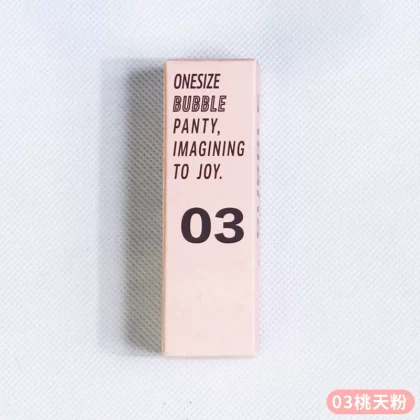 ONESIZE
BUBBLE
PANTY,
IMAGINING
TO JOY.
03
03桃天粉